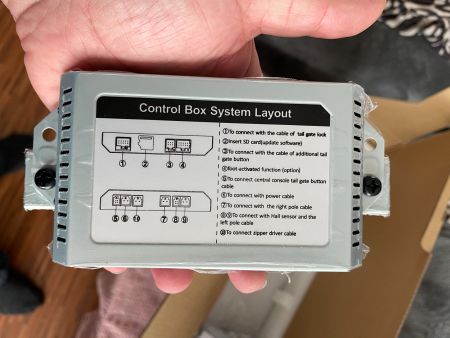 Control Box System Layout
① ② ③ ④
⑤ ⑥ ⑩ ⑦ ⑧ ⑨
①To connect with the cable of tail gate lock
②Insert SD card(update software)
③To connect with the cable of additional tail
gate button
④foot activated function (option)
⑤To connect central console tail gate button
cable
⑥To connect with power cable
⑦To connect with the right pole cable
⑧⑨To connect with Hall sensor and the
left pole cable
⑩To connect zipper driver cable